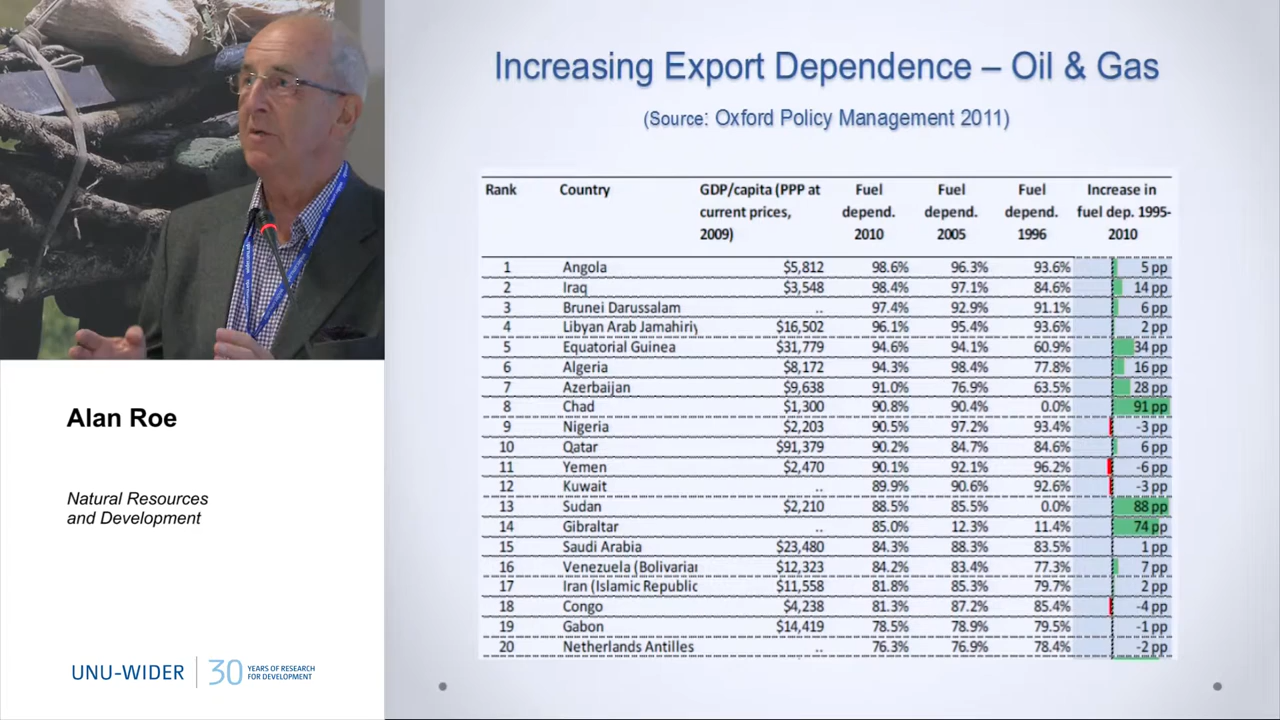 Increasing Export Dependence – Oil & Gas
(Source: Oxford Policy Management 2011)
Rank Country GDP/capita (PPP at current prices, 2009) Fuel depend. 2010 Fuel depend. 2005 Fuel depend. 1996 Increase in fuel dep. 1995-2010
1 Angola $5,812 98.6% 96.3% 93.6% 5 pp
2 Iraq $3,548 98.4% 97.1% 84.6% 14 pp
3 Brunei Darussalam .. 97.4% 92.9% 91.1% 6 pp
4 Libyan Arab Jamahiriy $16,502 96.1% 95.4% 93.6% 2 pp
5 Equatorial Guinea $31,779 94.6% 94.1% 60.9% 34 pp
6 Algeria $8,172 94.3% 98.4% 77.8% 16 pp
7 Azerbaijan $9,638 91.0% 76.9% 63.5% 28 pp
8 Chad $1,300 90.8% 90.4% 0.0% 91 pp
9 Nigeria $2,203 90.5% 97.2% 93.4% -3 pp
10 Qatar $91,379 90.2% 84.7% 84.6% 6 pp
11 Yemen $2,470 90.1% 92.1% 96.2% -6 pp
12 Kuwait .. 89.9% 90.6% 92.6% -3 pp
13 Sudan $2,210 88.5% 85.5% 0.0% 88 pp
14 Gibraltar .. 85.0% 12.3% 11.4% 74 pp
15 Saudi Arabia $23,480 84.3% 88.3% 83.5% 1 pp
16 Venezuela (Bolivarian $12,323 84.2% 83.4% 77.3% 7 pp
17 Iran (Islamic Republic $11,558 81.8% 85.3% 79.7% 2 pp
18 Congo $4,238 81.3% 87.2% 85.4% -4 pp
19 Gabon $14,419 78.5% 78.9% 79.5% -1 pp
20 Netherlands Antilles .. 76.3% 76.9% 78.4% -2 pp
Alan Roe
Natural Resources
and Development
UNU-WIDER
30 YEARS OF RESEARCH
FOR DEVELOPMENT